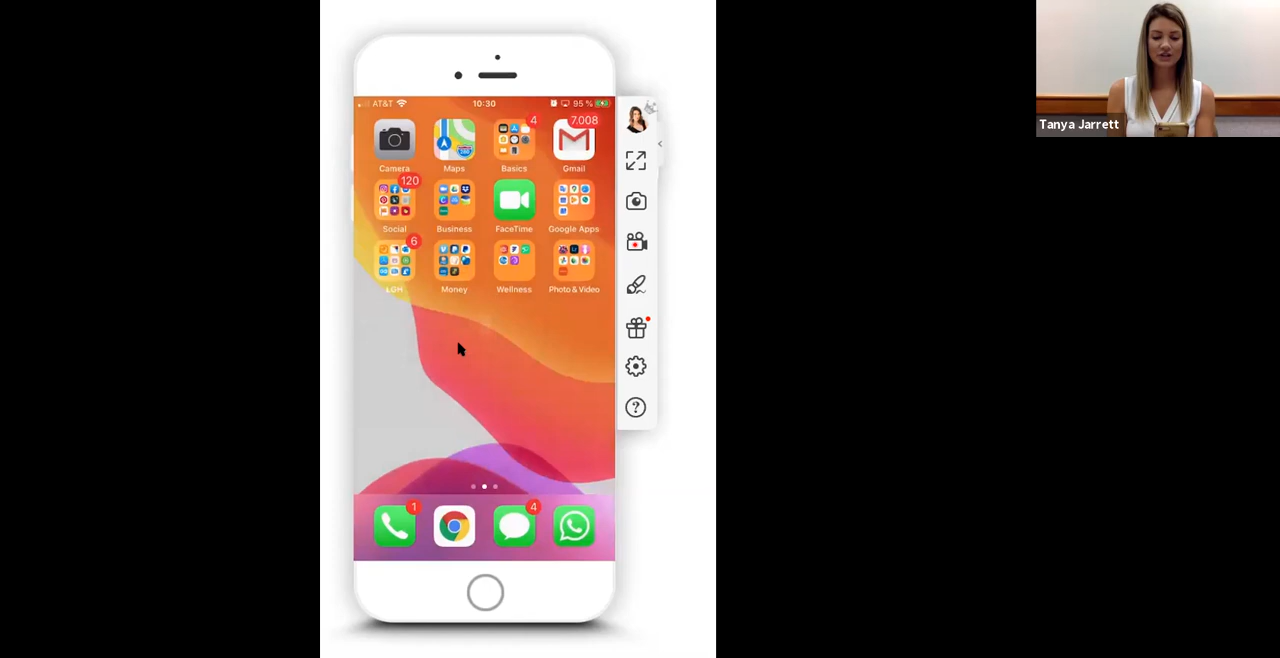 AT&T 10:30 95 %
4 7.008
Camera Maps Basics Gmail
120
Social Business FaceTime Google Apps
6
LGH Money Wellness Photo & Video
1 4
Tanya Jarrett